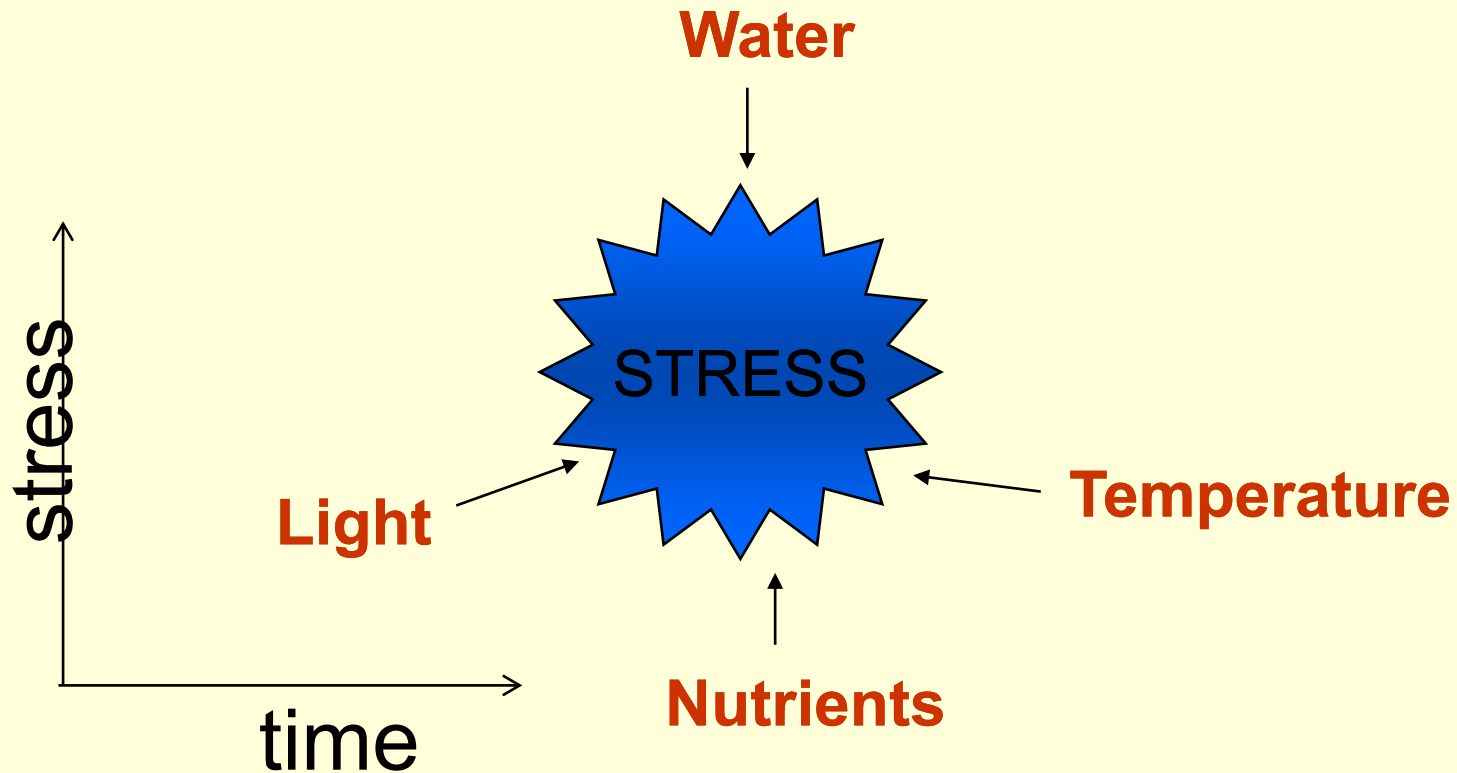 Water
stress
STRESS
Light
Temperature
Nutrients
time